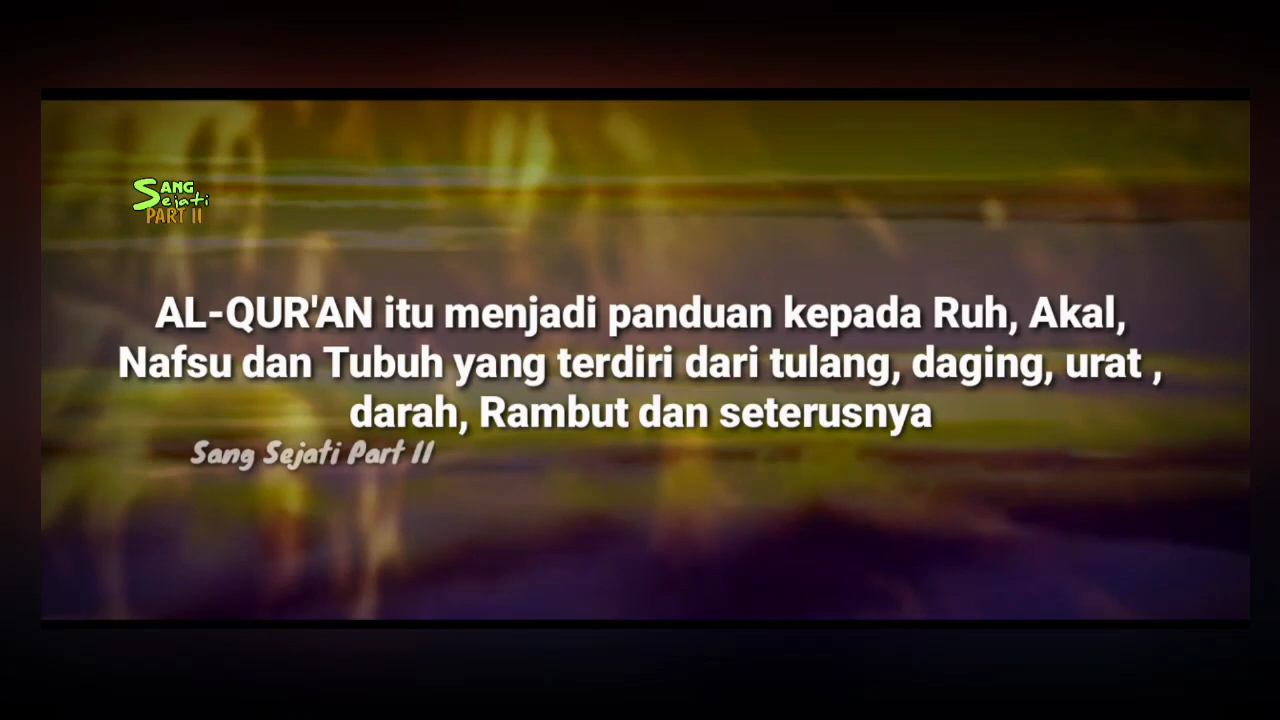 SANG
Sejati
PART II
AL-QUR'AN itu menjadi panduan kepada Ruh, Akal,
Nafsu dan Tubuh yang terdiri dari tulang, daging, urat ,
darah, Rambut dan seterusnya
Sang Sejati Part II